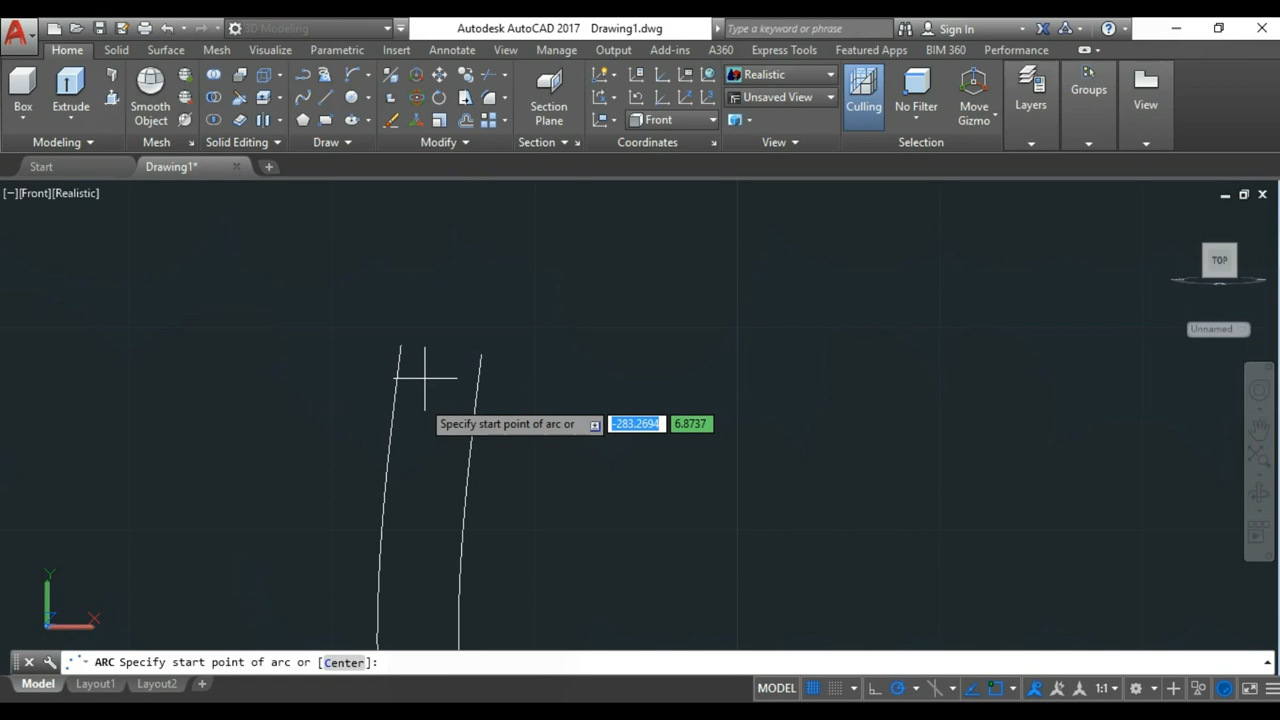 3D Modeling
Autodesk AutoCAD 2017 Drawing1.dwg
Type a keyword or phrase
Sign In
Home Solid Surface Mesh Visualize Parametric Insert Annotate View Manage Output Add-ins A360 Express Tools Featured Apps BIM 360 Performance
Box
Extrude
Smooth
Object
Section
Plane
Realistic
Unsaved View
Front
Culling
No Filter
Move
Gizmo
Layers
Groups
View
Modeling Mesh Solid Editing Draw Modify Section Coordinates View Selection
Start Drawing1*
[−][Front][Realistic]
TOP
Unnamed
Specify start point of arc or -283.2694 6.8737
Y
X
Z
ARC Specify start point of arc or [Center]:
Model Layout1 Layout2 +
MODEL 1:1